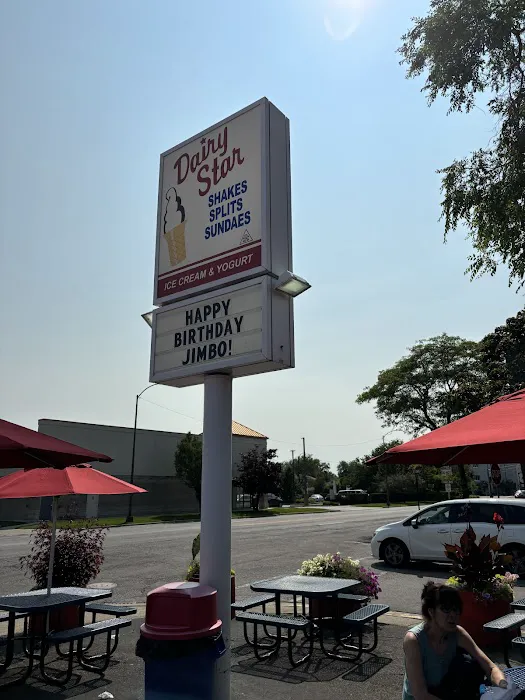 Dairy
Star
SHAKES
SPLITS
SUNDAES
ICE CREAM & YOGURT
HAPPY
BIRTHDAY
JIMBO!